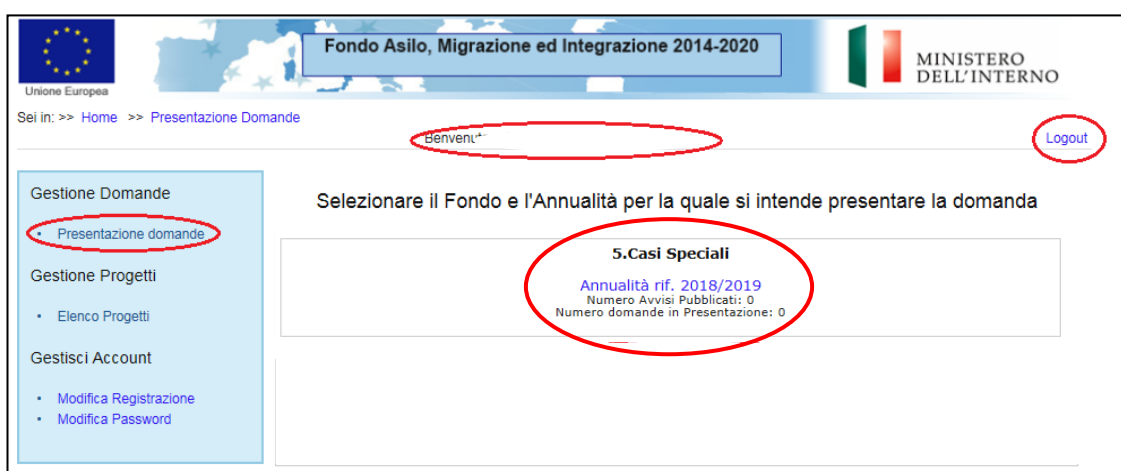 Fondo Asilo, Migrazione ed Integrazione 2014-2020
MINISTERO
DELL'INTERNO
Unione Europea
Sei in: >> Home >> Presentazione Domande
Logout
Gestione Domande
Presentazione domande
Gestione Progetti
Elenco Progetti
Gestisci Account
Modifica Registrazione
Modifica Password
Selezionare il Fondo e l'Annualità per la quale si intende presentare la domanda
5.Casi Speciali
Annualità rif. 2018/2019
Numero Avvisi Pubblicati: 0
Numero domande in Presentazione: 0